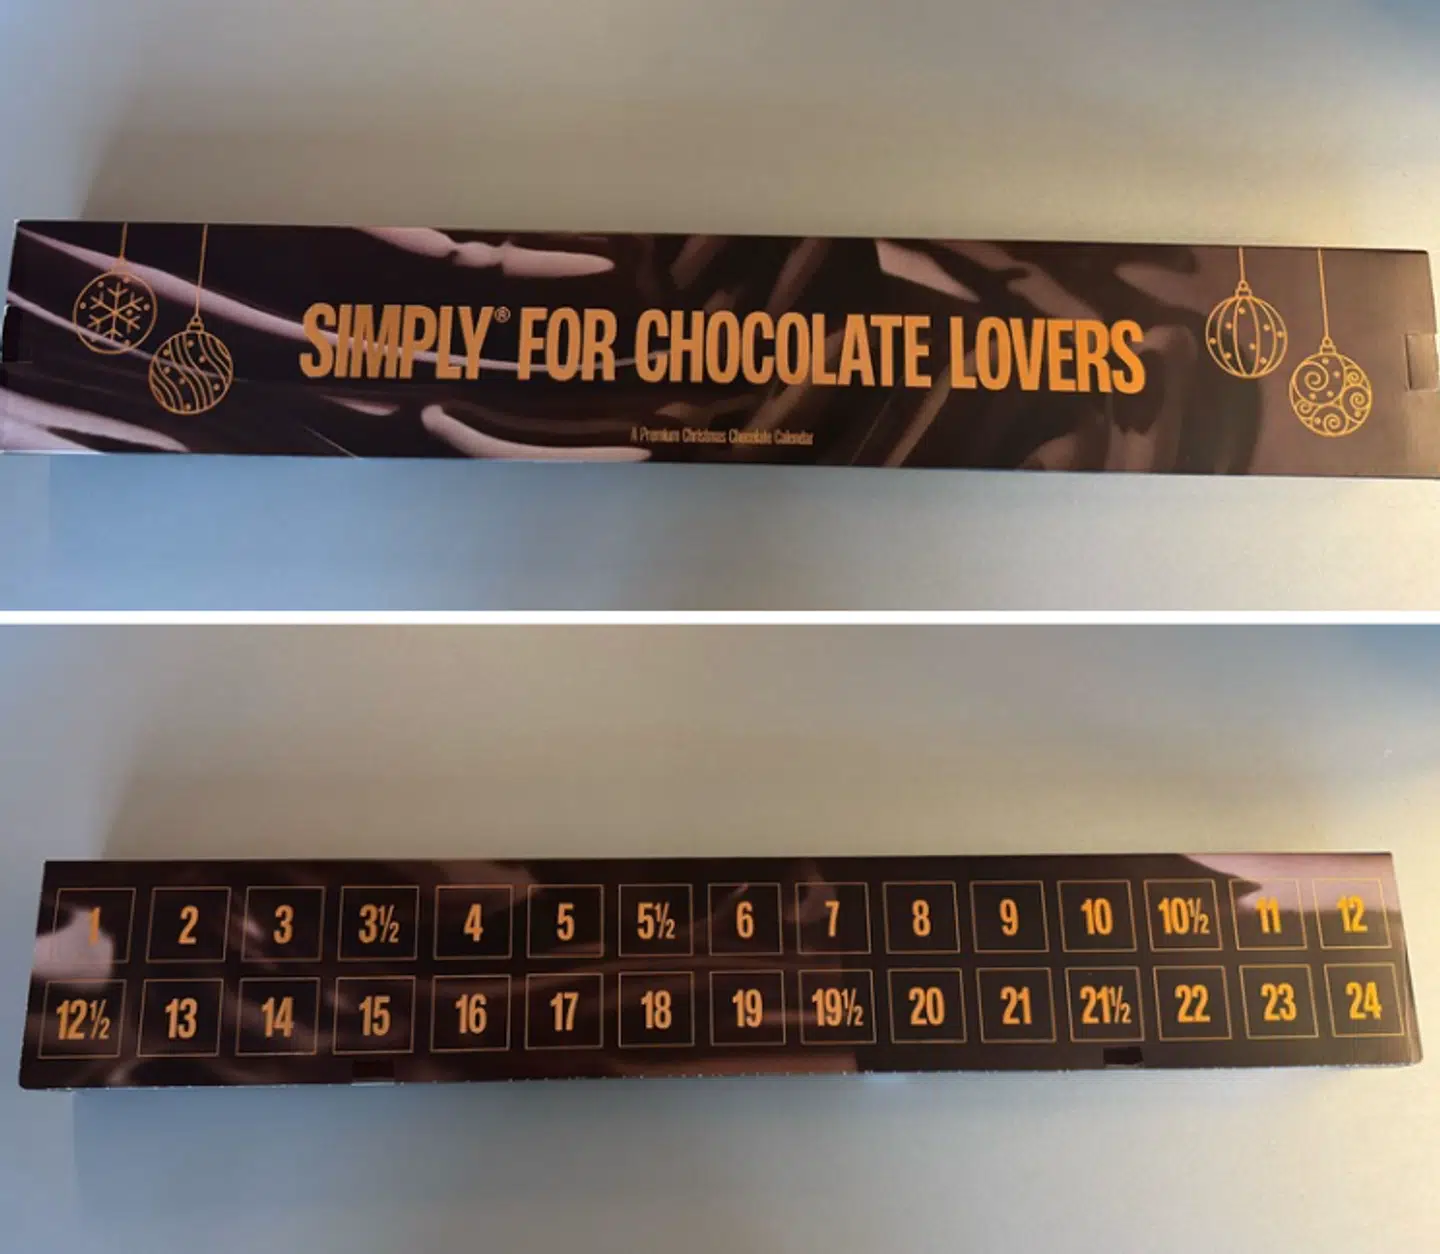 SIMPLY® FOR CHOCOLATE LOVERS
A Premium Christmas Chocolate Calendar
1 2 3 3½ 4 5 5½ 6 7 8 9 10 10½ 11 12
12½ 13 14 15 16 17 18 19 19½ 20 21 21½ 22 23 24